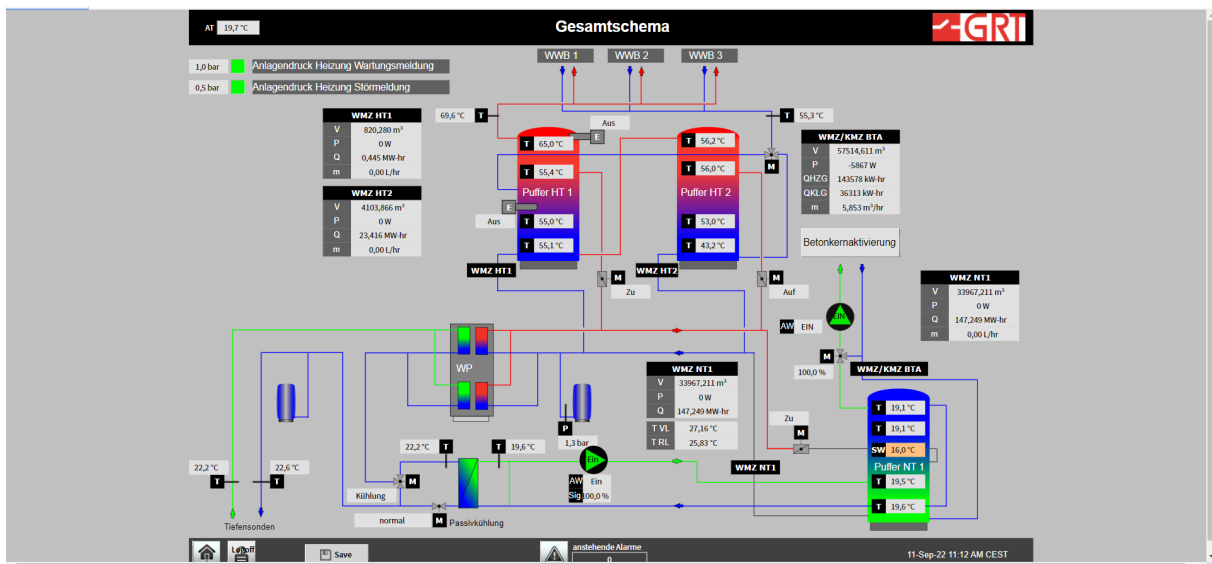 AT 19,7 °C
Gesamtschema
GRT
WWB 1 WWB 2 WWB 3
1,0 bar Anlagendruck Heizung Wartungsmeldung
0,5 bar Anlagendruck Heizung Störmeldung
WMZ HT1
V 820,280 m³
P 0 W
Q 0,445 MW-hr
m 0,00 L/hr
WMZ HT2
V 4103,866 m³
P 0 W
Q 23,416 MW-hr
m 0,00 L/hr
69,6 °C T
Aus
E
T 65,0 °C
T 55,4 °C
Puffer HT 1
E
Aus
T 55,0 °C
T 55,1 °C
WMZ HT1
M
Zu
T 56,2 °C
T 56,0 °C
Puffer HT 2
T 53,0 °C
T 43,2 °C
WMZ HT2
M
Auf
T 55,3 °C
M
WMZ/KMZ BTA
V 57514,611 m³
P -5867 W
QHZG 143578 kW-hr
QKLG 36313 kW-hr
m 5,853 m³/hr
Betonkernaktivierung
WMZ NT1
V 33967,211 m³
P 0 W
Q 147,249 MW-hr
m 0,00 L/hr
EIN
AW EIN
M
100,0 %
WMZ/KMZ BTA
WP
WMZ NT1
V 33967,211 m³
P 0 W
Q 147,249 MW-hr
T VL 27,16 °C
T RL 25,83 °C
P
1,3 bar
Zu
M
T 19,1 °C
T 19,1 °C
SW 16,0 °C
Puffer NT 1
T 19,5 °C
T 19,6 °C
WMZ NT1
22,2 °C T
T 19,6 °C
Ein
AW Ein
Sig 100,0 %
22,2 °C
T
22,6 °C
T
M
Kühlung
normal M Passivkühlung
Tiefensonden
Logoff
Save
anstehende Alarme
0
11-Sep-22 11:12 AM CEST